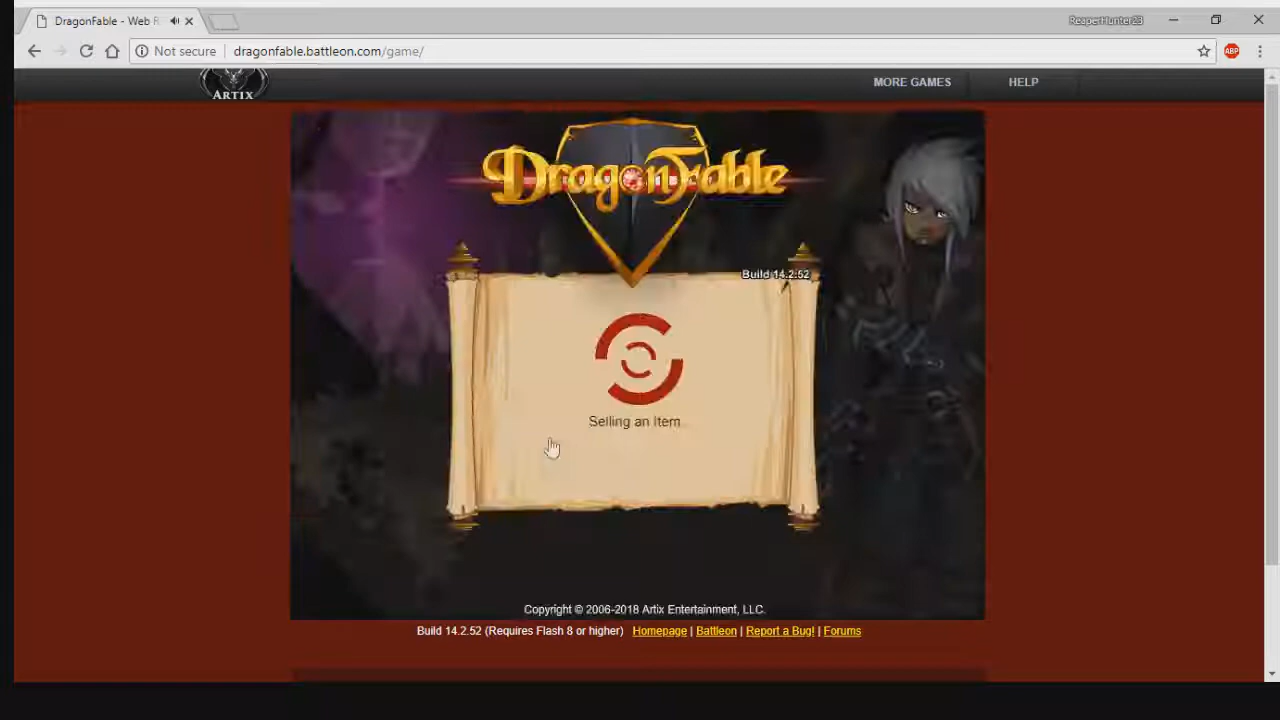 DragonFable - Web R
ReaperHunter23
Not secure
dragonfable.battleon.com/game/
ABP
ARTIX
MORE GAMES
HELP
DragonFable
Build 14.2.52
Selling an Item
Copyright © 2006-2018 Artix Entertainment, LLC.
Build 14.2.52 (Requires Flash 8 or higher) Homepage | Battleon | Report a Bug! | Forums